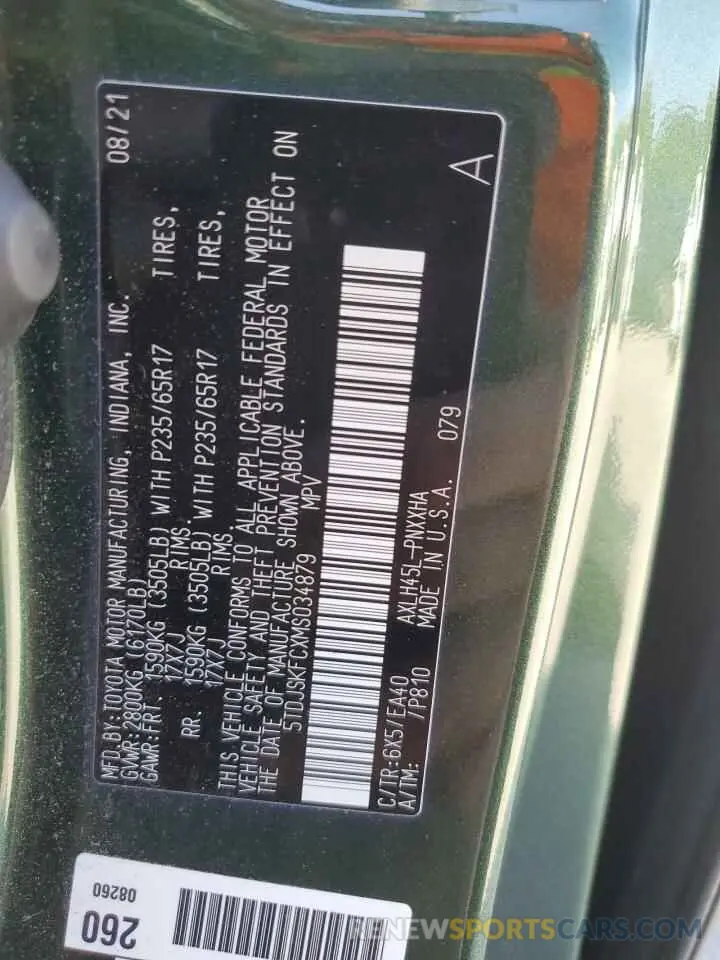 MFD.BY:TOYOTA MOTOR MANUFACTURING, INDIANA, INC. 08/21
GVWR:2800KG (6170LB)
GAWR:FRT 1590KG (3505LB) WITH P235/65R17 TIRES,
17X7J RIMS.
RR. 1590KG (3505LB) WITH P235/65R17 TIRES,
17X7J RIMS.
THIS VEHICLE CONFORMS TO ALL APPLICABLE FEDERAL MOTOR
VEHICLE SAFETY AND THEFT PREVENTION STANDARDS IN EFFECT ON
THE DATE OF MANUFACTURE SHOWN ABOVE.
5TDJSKFCXMS034879 MPV
C/TR:6X5/EA40 AXLH45L-PNXXHA
A/TM: /P810 MADE IN U.S.A. 079
A
260
08260
RENEWSPORTSCARS.COM